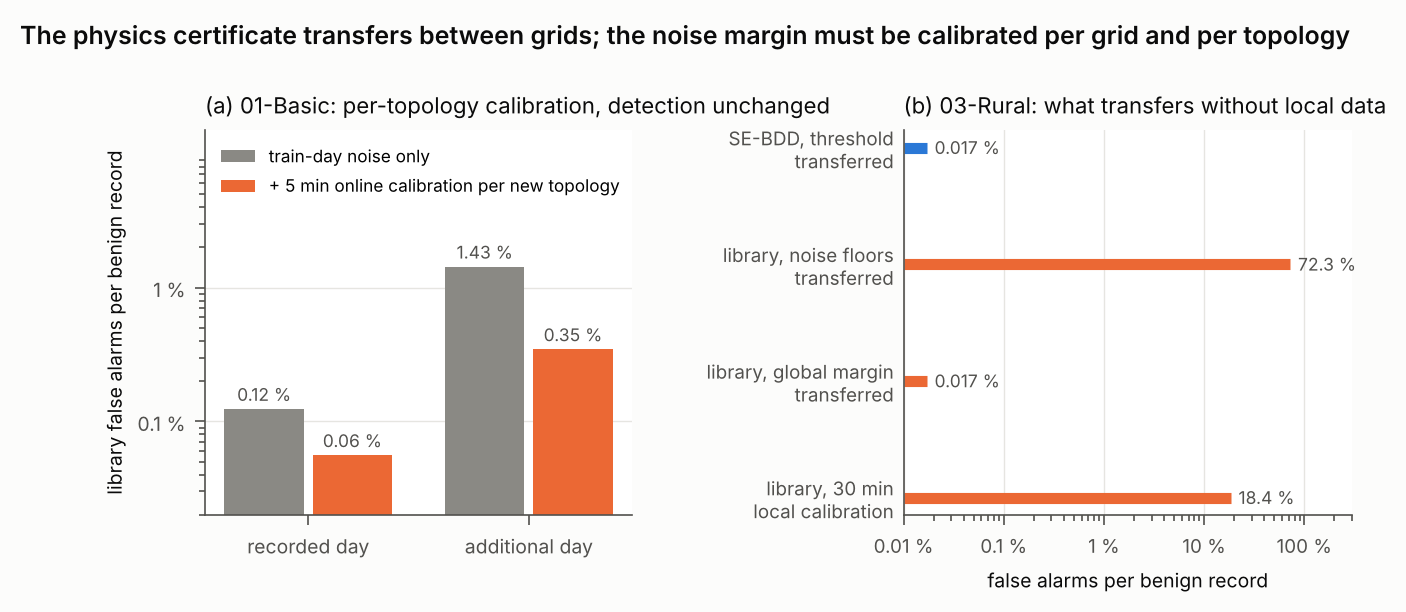 The physics certificate transfers between grids; the noise margin must be calibrated per grid and per topology
(a) 01-Basic: per-topology calibration, detection unchanged
library false alarms per benign record
train-day noise only
+ 5 min online calibration per new topology
1 %
0.1 %
0.12 %
0.06 %
1.43 %
0.35 %
recorded day
additional day
(b) 03-Rural: what transfers without local data
SE-BDD, threshold
transferred
0.017 %
library, noise floors
transferred
72.3 %
library, global margin
transferred
0.017 %
library, 30 min
local calibration
18.4 %
0.01 %
0.1 %
1 %
10 %
100 %
false alarms per benign record